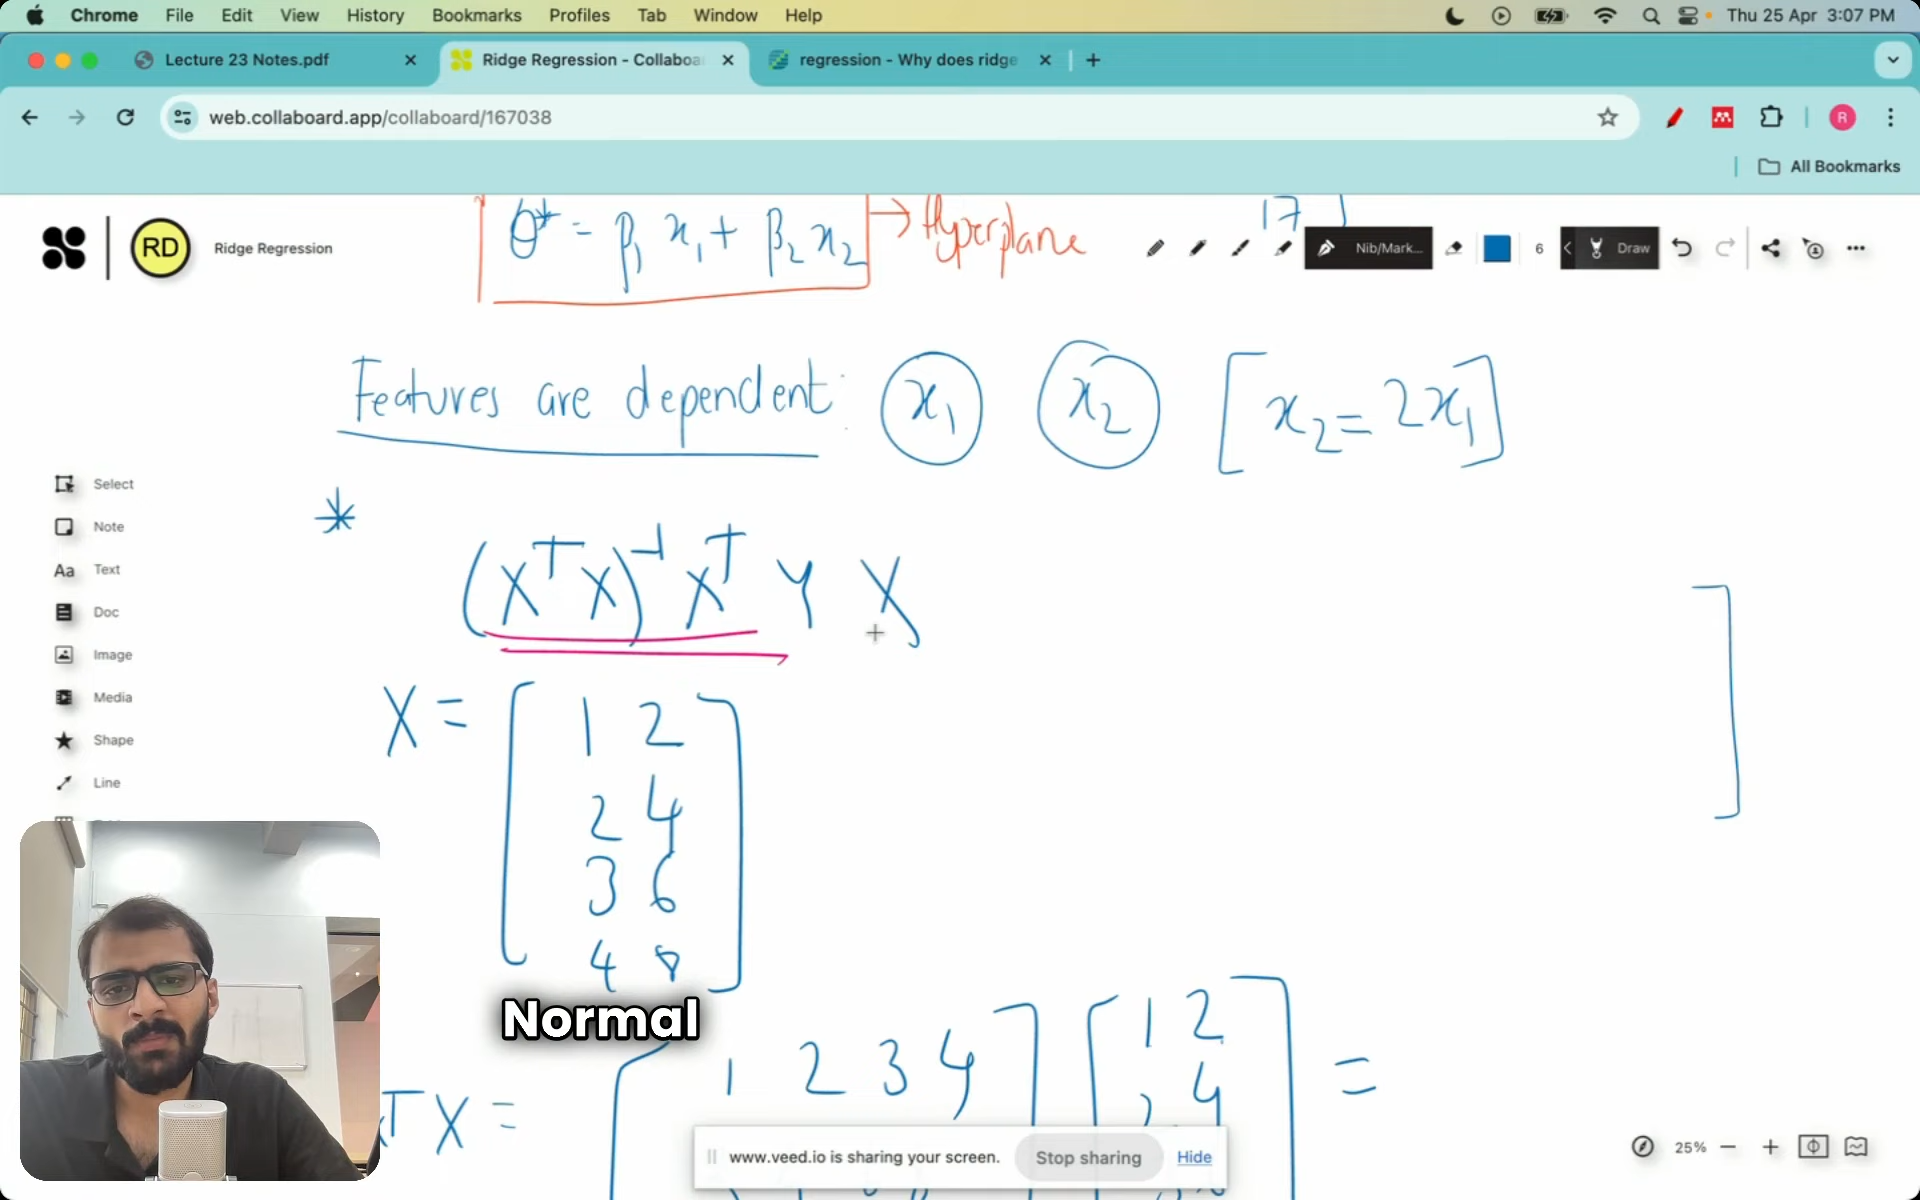 Chrome File Edit View History Bookmarks Profiles Tab Window Help Thu 25 Apr 3:07 PM
Lecture 23 Notes.pdf Ridge Regression - Collaboa regression - Why does ridge
web.collaboard.app/collaboard/167038 R
All Bookmarks
θ* = β₁ x₁ + β₂ x₂ → Hyperplane 17
RD Ridge Regression Nib/Mark... 6 Draw
Features are dependent: x₁ x₂ [x₂ = 2x₁]
Select
Note
*
(XᵀX)⁻¹ Xᵀ Y X
Aa Text
Doc
Image
Media
Shape
Line
X = [ 1 2
2 4
3 6
4 8 ]
Normal
ᵀX = [ 1 2 3 4 ] [ 1 2
4 =
www.veed.io is sharing your screen. Stop sharing Hide
25%